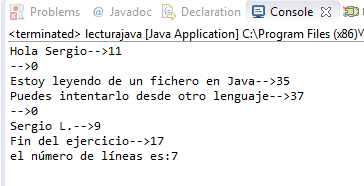 Problems @ Javadoc Declaration Console
<terminated> lecturajava [Java Application] C:\Program Files (x86)\
Hola Sergio-->11
-->0
Estoy leyendo de un fichero en Java-->35
Puedes intentarlo desde otro lenguaje-->37
-->0
Sergio L.-->9
Fin del ejercicio-->17
el número de líneas es:7